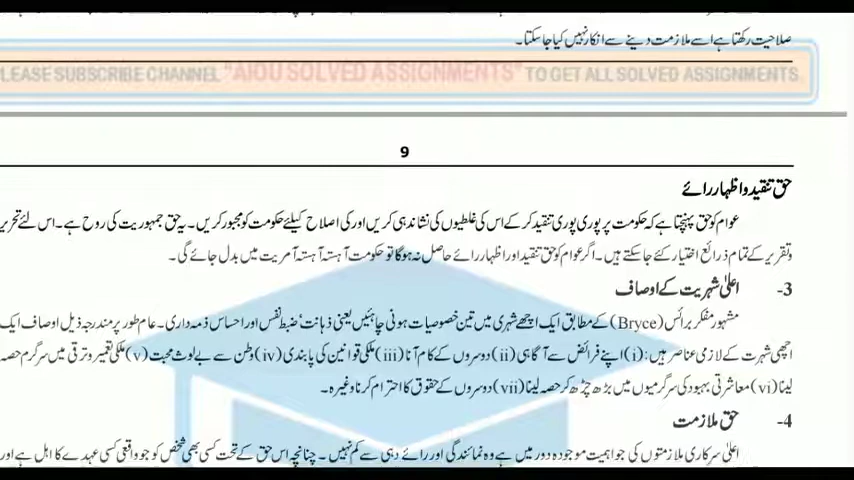 صلاحیت رکھتا ہے اسے ملازمت دینے سے انکار نہیں کیا جا سکتا۔
LEASE SUBSCRIBE CHANNEL "AIOU SOLVED ASSIGNMENTS" TO GET ALL SOLVED ASSIGNMENTS
9
حق تنقید و اظہار رائے
عوام کو حق پہنچتا ہے کہ حکومت پر پوری پوری تنقید کر کے اس کی غلطیوں کی نشاندہی کریں اور کی اصلاح کیلئے حکومت کو مجبور کریں۔ یہ حق جمہوریت کی روح ہے۔ اس لئے تحریر
و تقریر کے تمام ذرائع اختیار کئے جا سکتے ہیں۔ اگر عوام کو حق تنقید اور اظہار رائے حاصل نہ ہوگا تو حکومت آہستہ آہستہ آمریت میں بدل جائے گی۔
3- اعلیٰ شہریت کے اوصاف
مشہور مفکر برائس (Bryce) کے مطابق ایک اچھے شہری میں تین خصوصیات ہونی چاہئیں یعنی ذہانت' ضبط نفس اور احساس ذمہ داری۔ عام طور پر مندرجہ ذیل اوصاف ایک
اچھی شہرت کے لازمی عناصر ہیں: (i) اپنے فرائض سے آگاہی (ii) دوسروں کے کام آنا (iii) ملکی قوانین کی پابندی (iv) وطن سے بے لوث محبت (v) ملکی تعمیر و ترقی میں سرگرم حصہ
لینا (vi) معاشرتی بہبود کی سرگرمیوں میں بڑھ چڑھ کر حصہ لینا (vii) دوسروں کے حقوق کا احترام کرنا وغیرہ۔
4- حق ملازمت
اعلیٰ سرکاری ملازمتوں کی جو اہمیت موجودہ دور میں ہے وہ نمائندگی اور رائے دہی سے کم نہیں۔ چنانچہ اس حق کے تحت کسی بھی شخص کو جو واقعی کسی عہدے کا اہل ہے اور